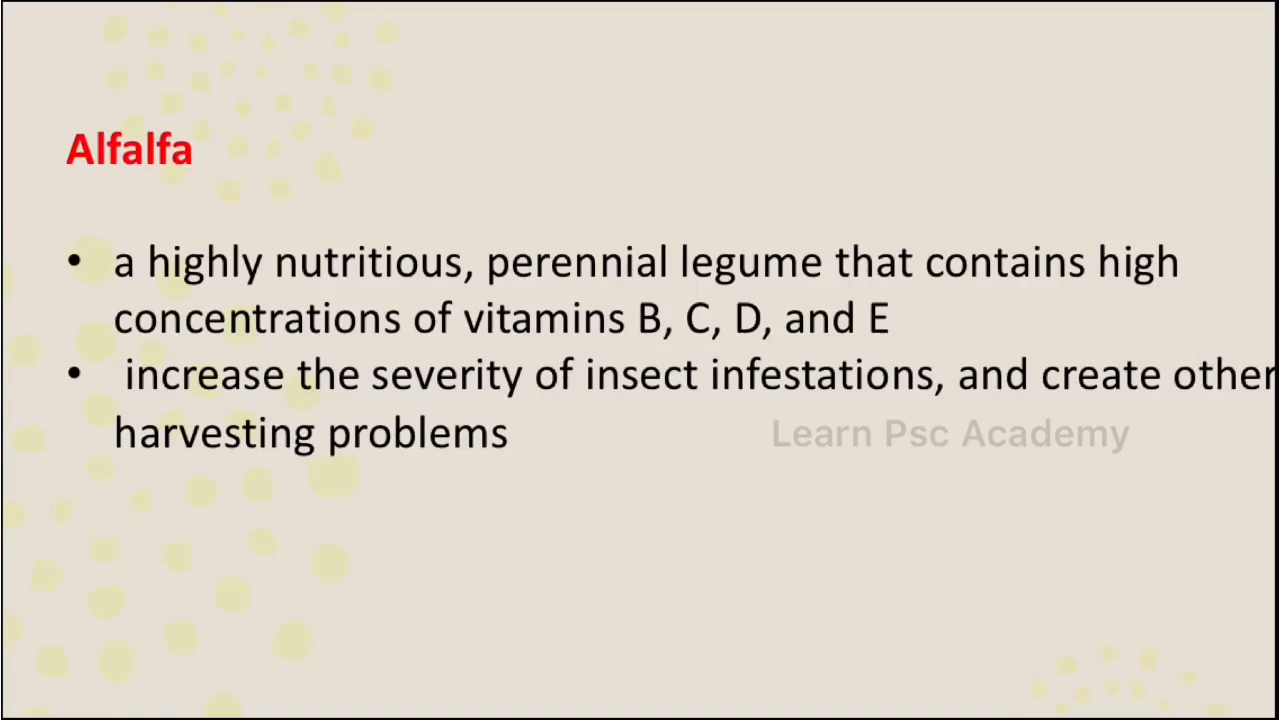 Alfalfa
• a highly nutritious, perennial legume that contains high
concentrations of vitamins B, C, D, and E
• increase the severity of insect infestations, and create other
harvesting problems
Learn Psc Academy